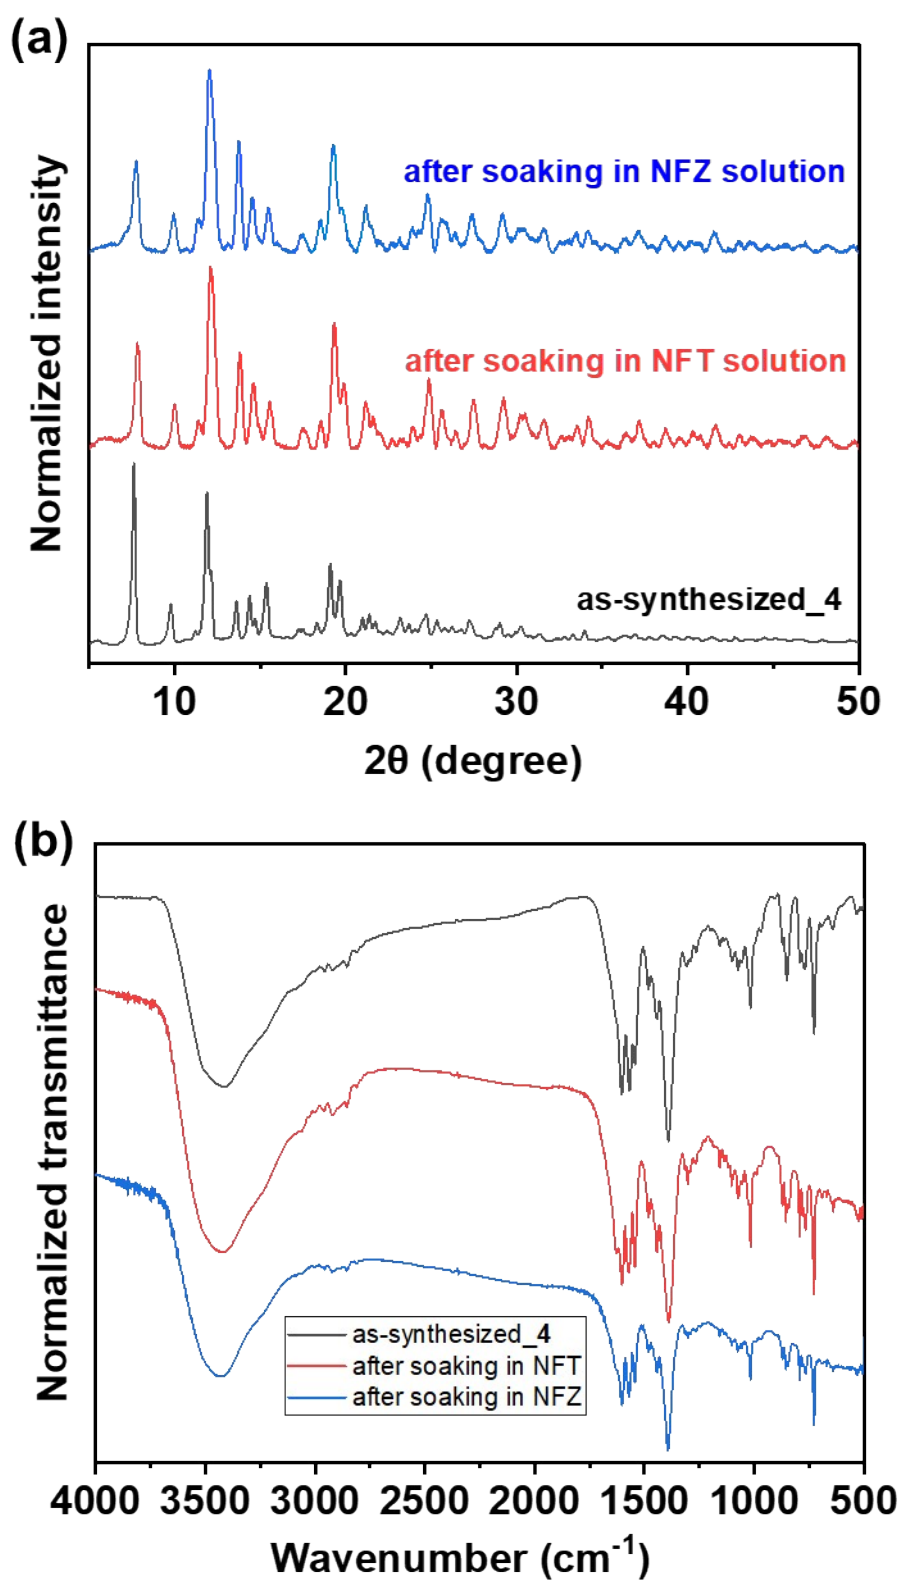 (a)
Normalized intensity
after soaking in NFZ solution
after soaking in NFT solution
as-synthesized_4
10 20 30 40 50
2θ (degree)
(b)
Normalized transmittance
as-synthesized_4
after soaking in NFT
after soaking in NFZ
4000 3500 3000 2500 2000 1500 1000 500
Wavenumber (cm⁻¹)